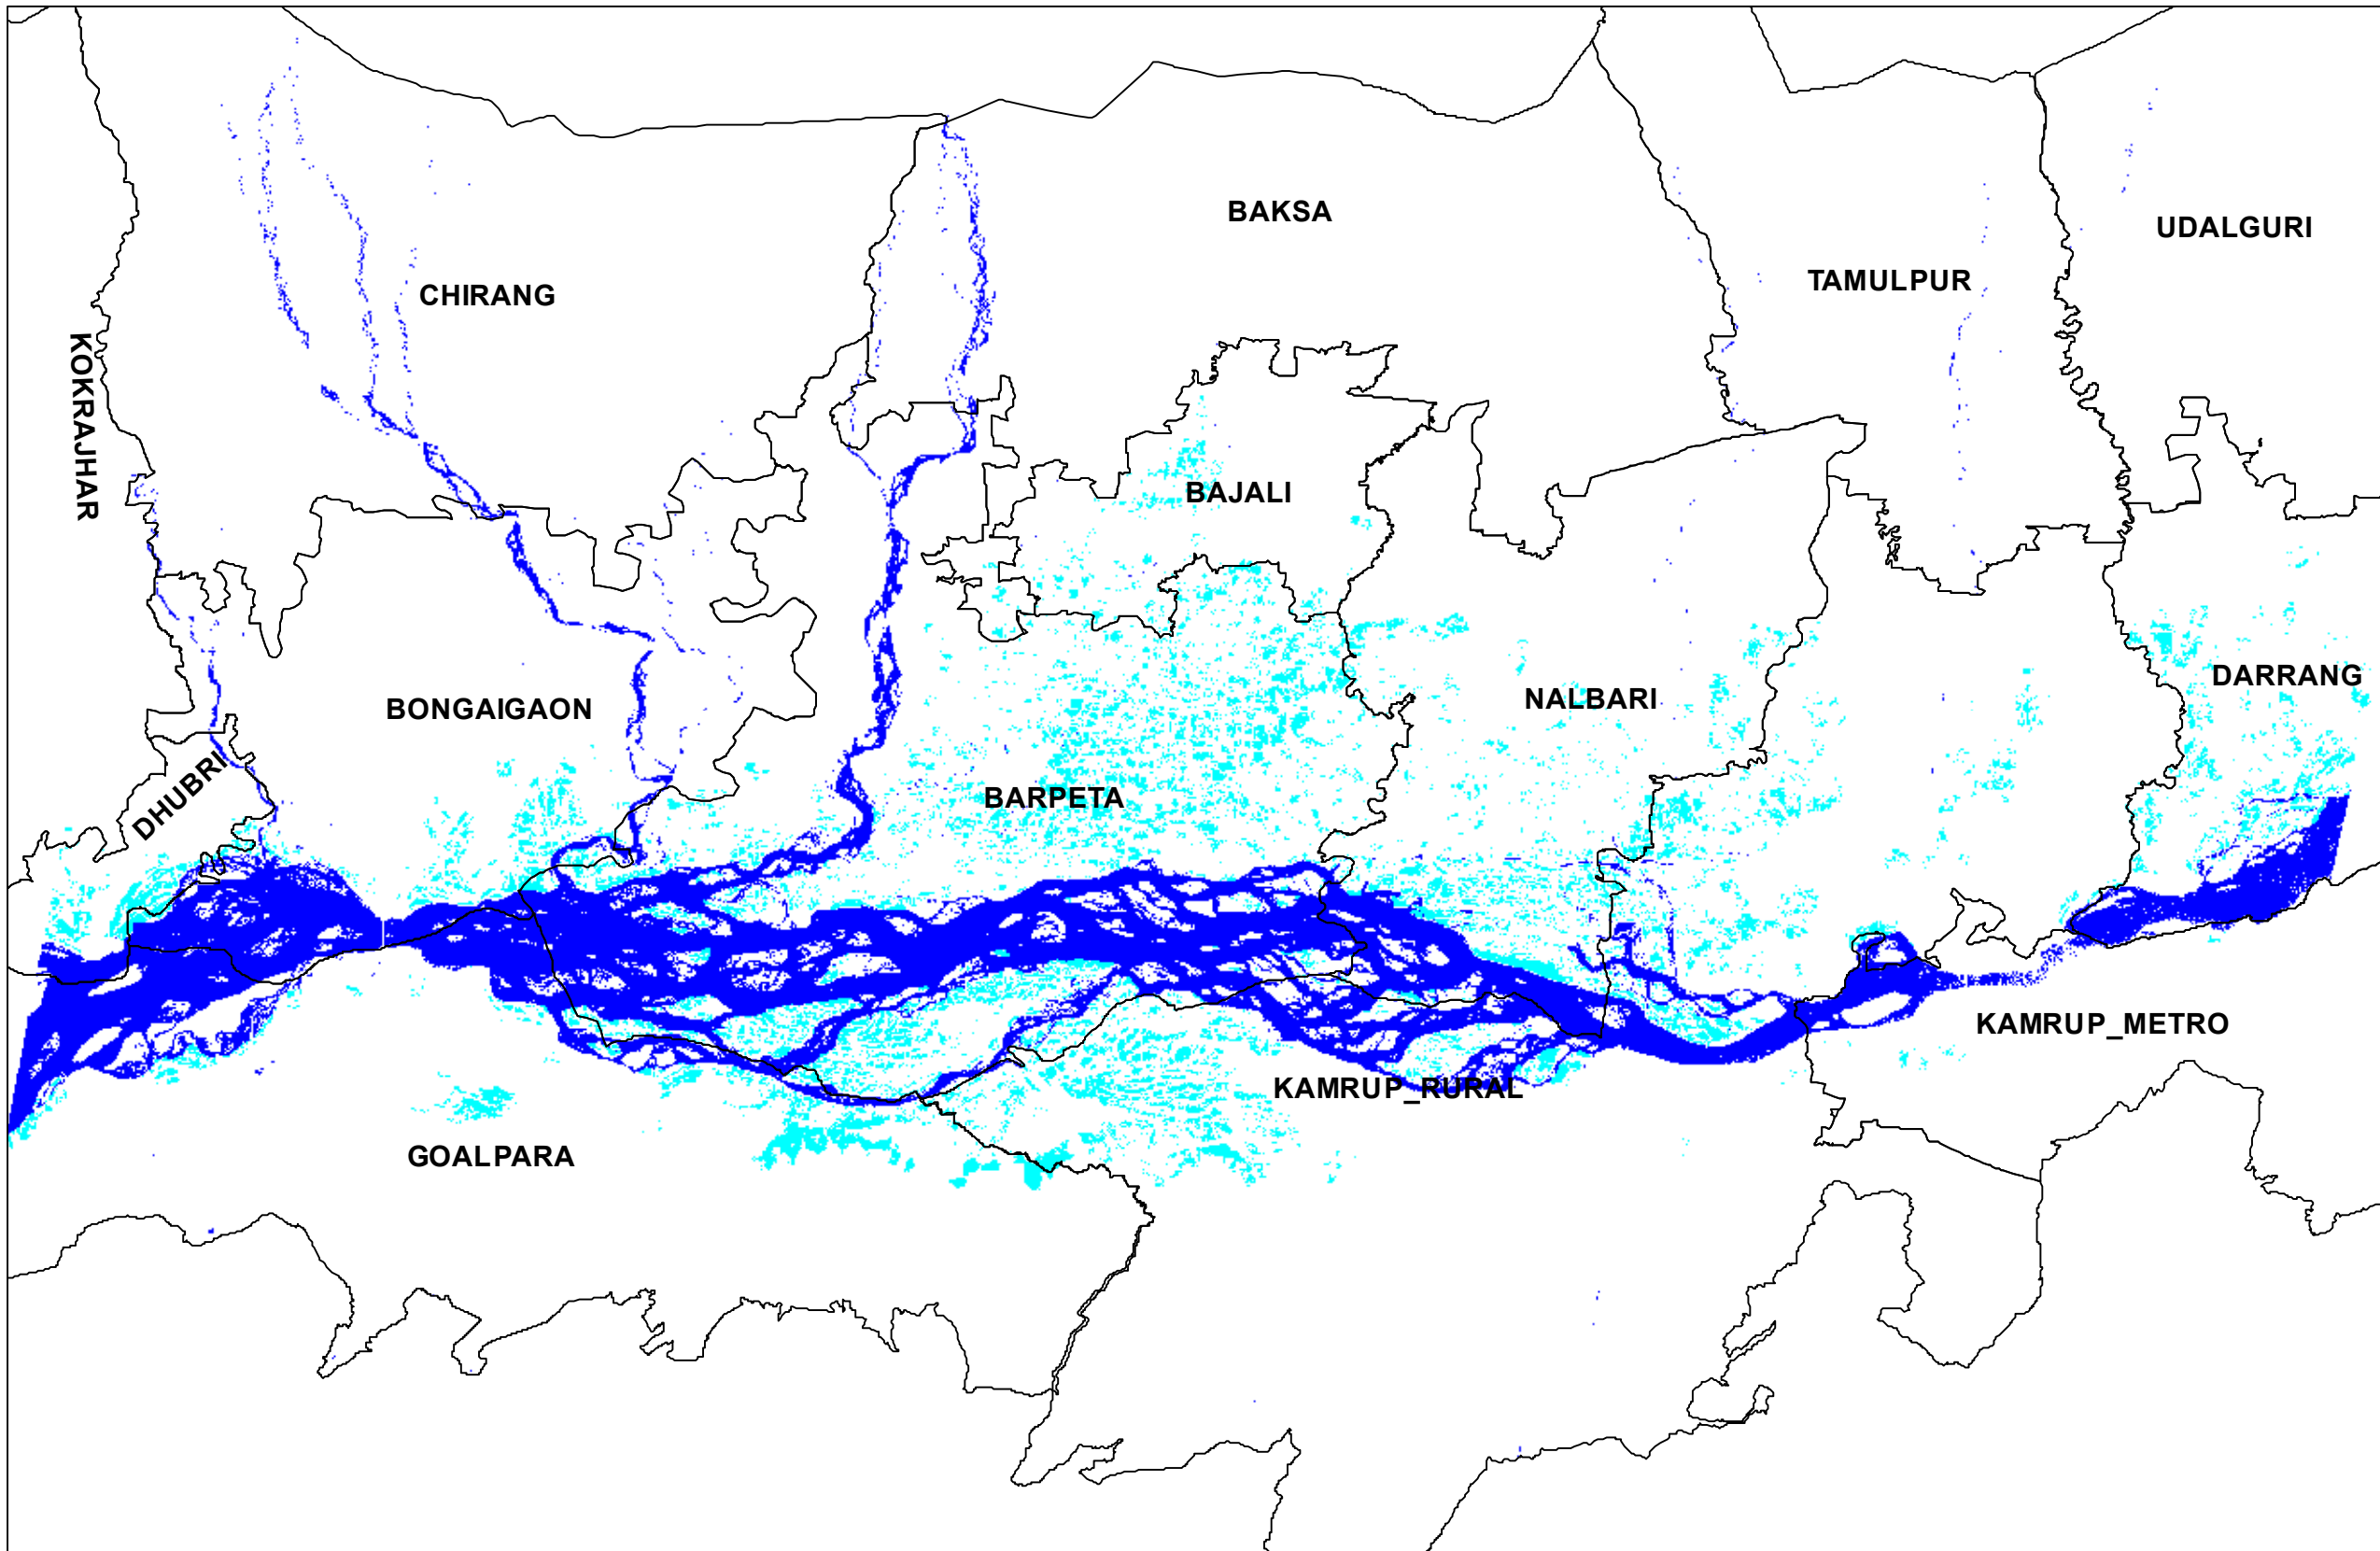 BAKSA
UDALGURI
TAMULPUR
CHIRANG
KOKRAJHAR
BAJALI
DARRANG
NALBARI
BONGAIGAON
DHUBRI
BARPETA
KAMRUP_METRO
KAMRUP_RURAL
GOALPARA